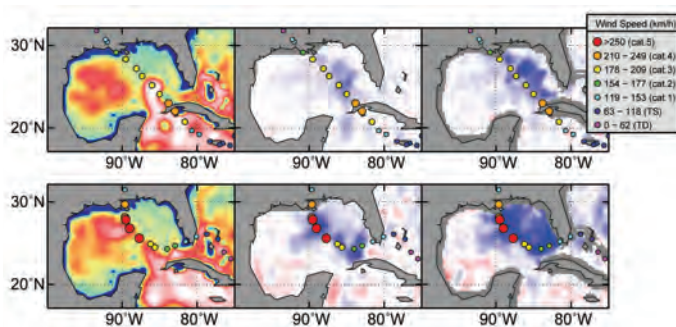 Wind Speed (km/h)
>250 (cat.5)
210 – 249 (cat.4)
178 – 209 (cat.3)
154 – 177 (cat.2)
119 – 153 (cat.1)
63 – 118 (TS)
0 – 62 (TD)
30°N
20°N
90°W 80°W 90°W 80°W 90°W 80°W
30°N
20°N
90°W 80°W 90°W 80°W 90°W 80°W